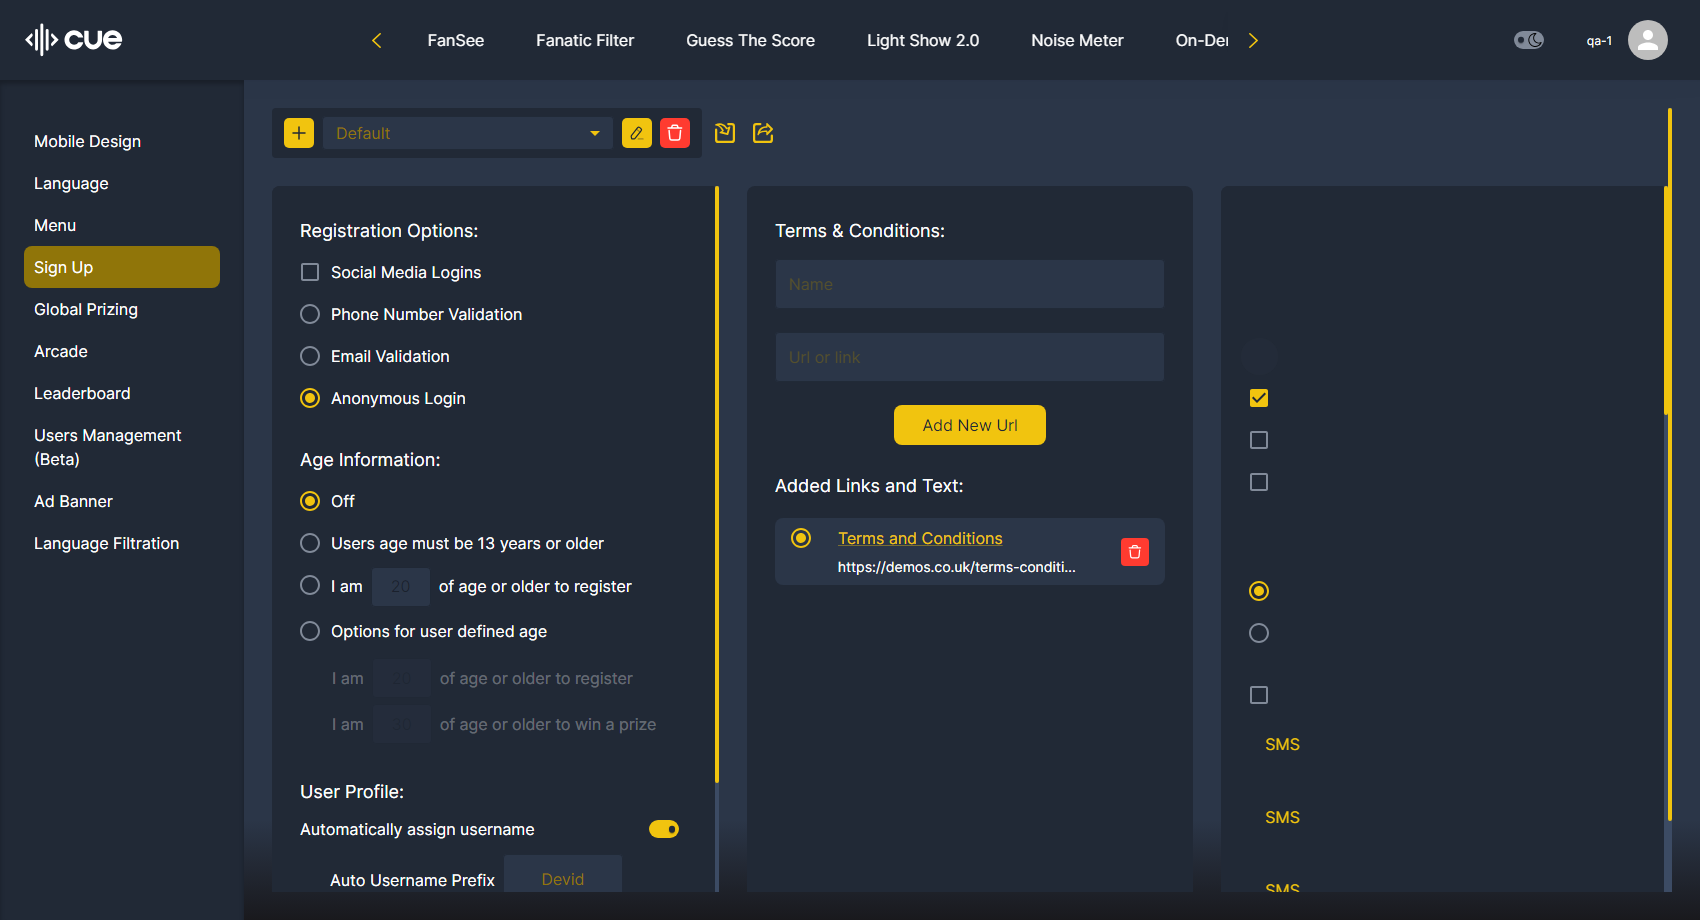 cue
FanSee
Fanatic Filter
Guess The Score
Light Show 2.0
Noise Meter
On-Der
qa-1
Mobile Design
Language
Menu
Sign Up
Global Prizing
Arcade
Leaderboard
Users Management
(Beta)
Ad Banner
Language Filtration
Default
Registration Options:
Social Media Logins
Phone Number Validation
Email Validation
Anonymous Login
Age Information:
Off
Users age must be 13 years or older
I am 20 of age or older to register
Options for user defined age
I am 20 of age or older to register
I am 30 of age or older to win a prize
User Profile:
Automatically assign username
Auto Username Prefix Devid
Terms & Conditions:
Name
Url or link
Add New Url
Added Links and Text:
Terms and Conditions
https://demos.co.uk/terms-conditi...
SMS
SMS
SMS